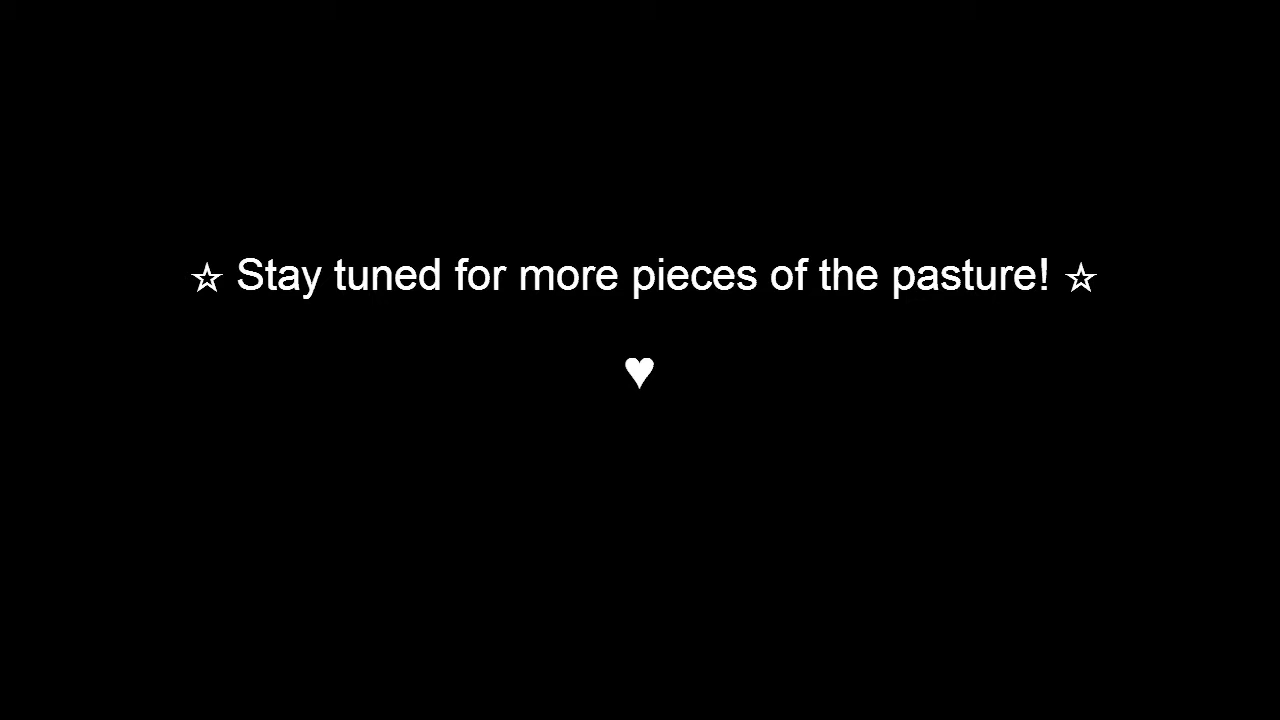 ☆ Stay tuned for more pieces of the pasture! ☆
♥